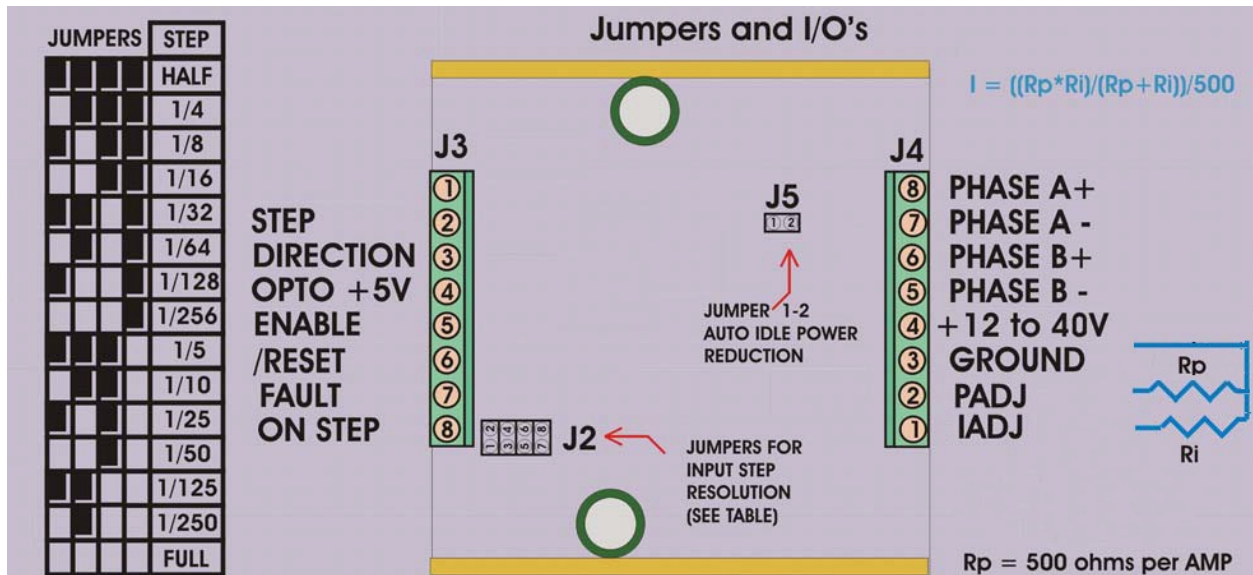 Jumpers and I/O's
JUMPERS STEP
HALF
1/4
1/8
1/16
1/32
1/64
1/128
1/256
1/5
1/10
1/25
1/50
1/125
1/250
FULL
J3
1
2
3
4
5
6
7
8
STEP
DIRECTION
OPTO +5V
ENABLE
/RESET
FAULT
ON STEP
1 2
3 4
5 6
7 8
J2
JUMPERS FOR
INPUT STEP
RESOLUTION
(SEE TABLE)
J5
1 2
JUMPER 1-2
AUTO IDLE POWER
REDUCTION
J4
8 PHASE A+
7 PHASE A -
6 PHASE B+
5 PHASE B -
4 +12 to 40V
3 GROUND
2 PADJ
1 IADJ
I = ((Rp*Ri)/(Rp+Ri))/500
Rp
Ri
Rp = 500 ohms per AMP